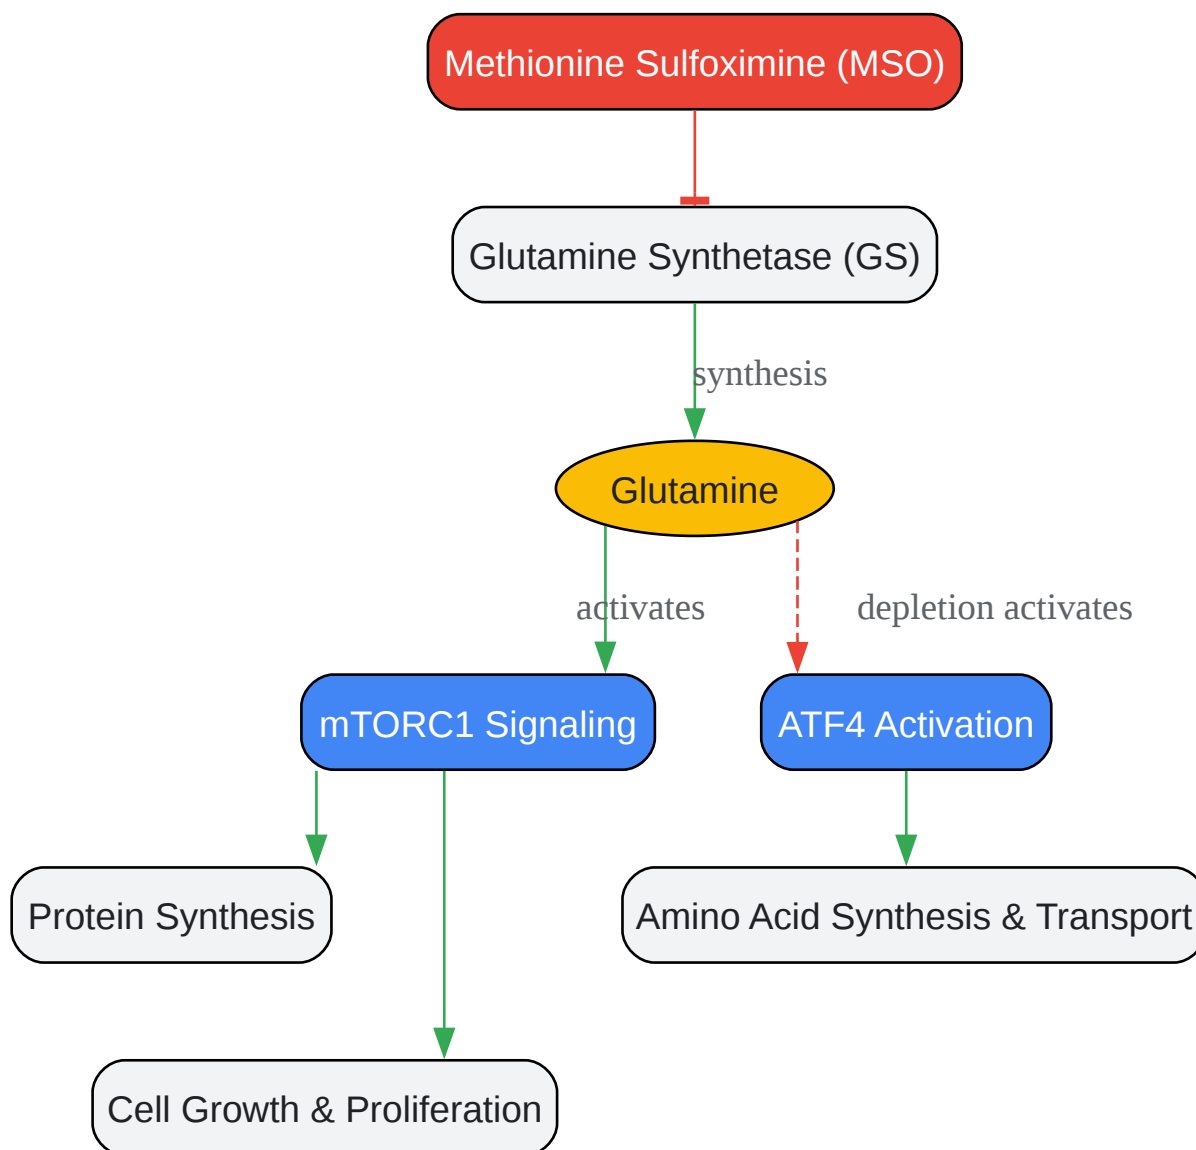 Methionine Sulfoximine (MSO)
Glutamine Synthetase (GS)
synthesis
Glutamine
activates
depletion activates
mTORC1 Signaling
ATF4 Activation
Protein Synthesis
Amino Acid Synthesis & Transport
Cell Growth & Proliferation